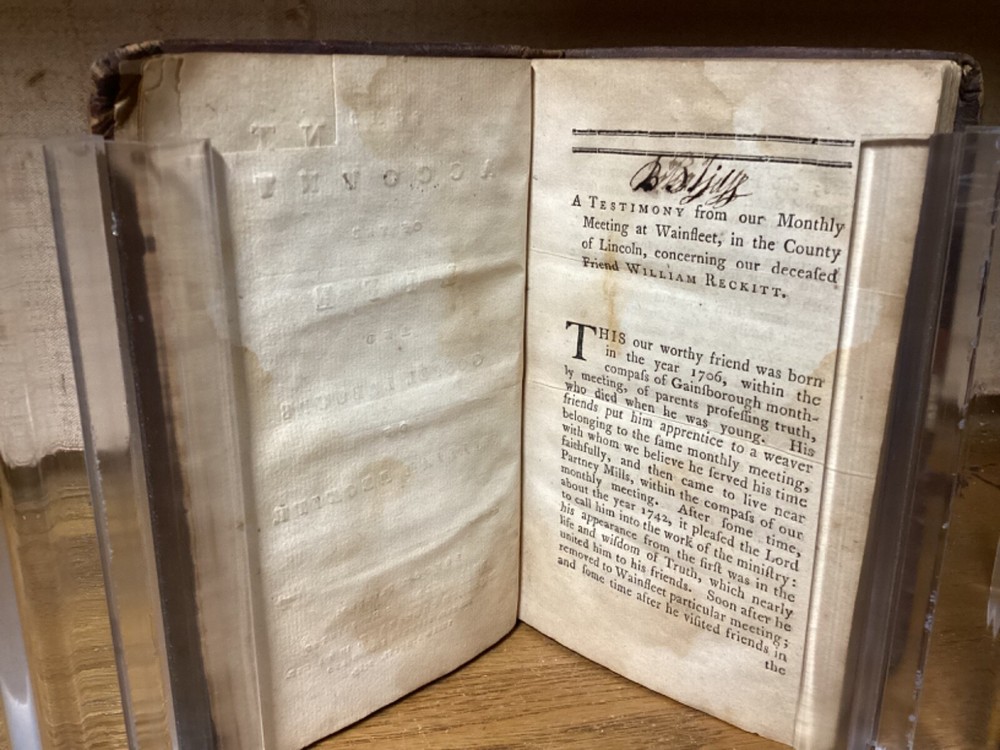 ACCOUNT
A TESTIMONY from our Monthly
Meeting at Wainfleet, in the County
of Lincoln, concerning our deceaſed
Friend WILLIAM RECKITT.
THIS our worthy friend was born
in the year 1706, within the
compaſs of Gainſborough month-
ly meeting, of parents profeſſing truth,
who died when he was young. His
friends put him apprentice to a weaver
belonging to the ſame monthly meeting,
with whom we believe he ſerved his time
faithfully, and then came to live near
Partney Mills, within the compaſs of our
monthly meeting. After ſome time,
about the year 1742, it pleaſed the Lord
to call him into the work of the miniſtry:
his appearance from the firſt was in the
life and wiſdom of Truth, which nearly
united him to his friends. Soon after he
removed to Wainfleet particular meeting;
and ſome time after he viſited friends in
the